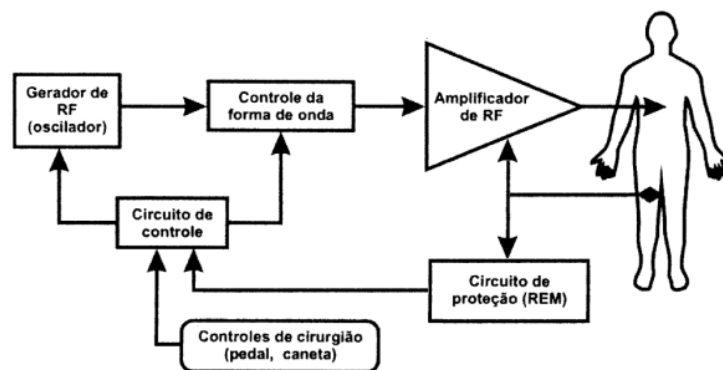 Gerador de
RF
(oscilador)
Controle da
forma de onda
Amplificador
de RF
Circuito de
controle
Circuito de
proteção (REM)
Controles de cirurgião
(pedal, caneta)